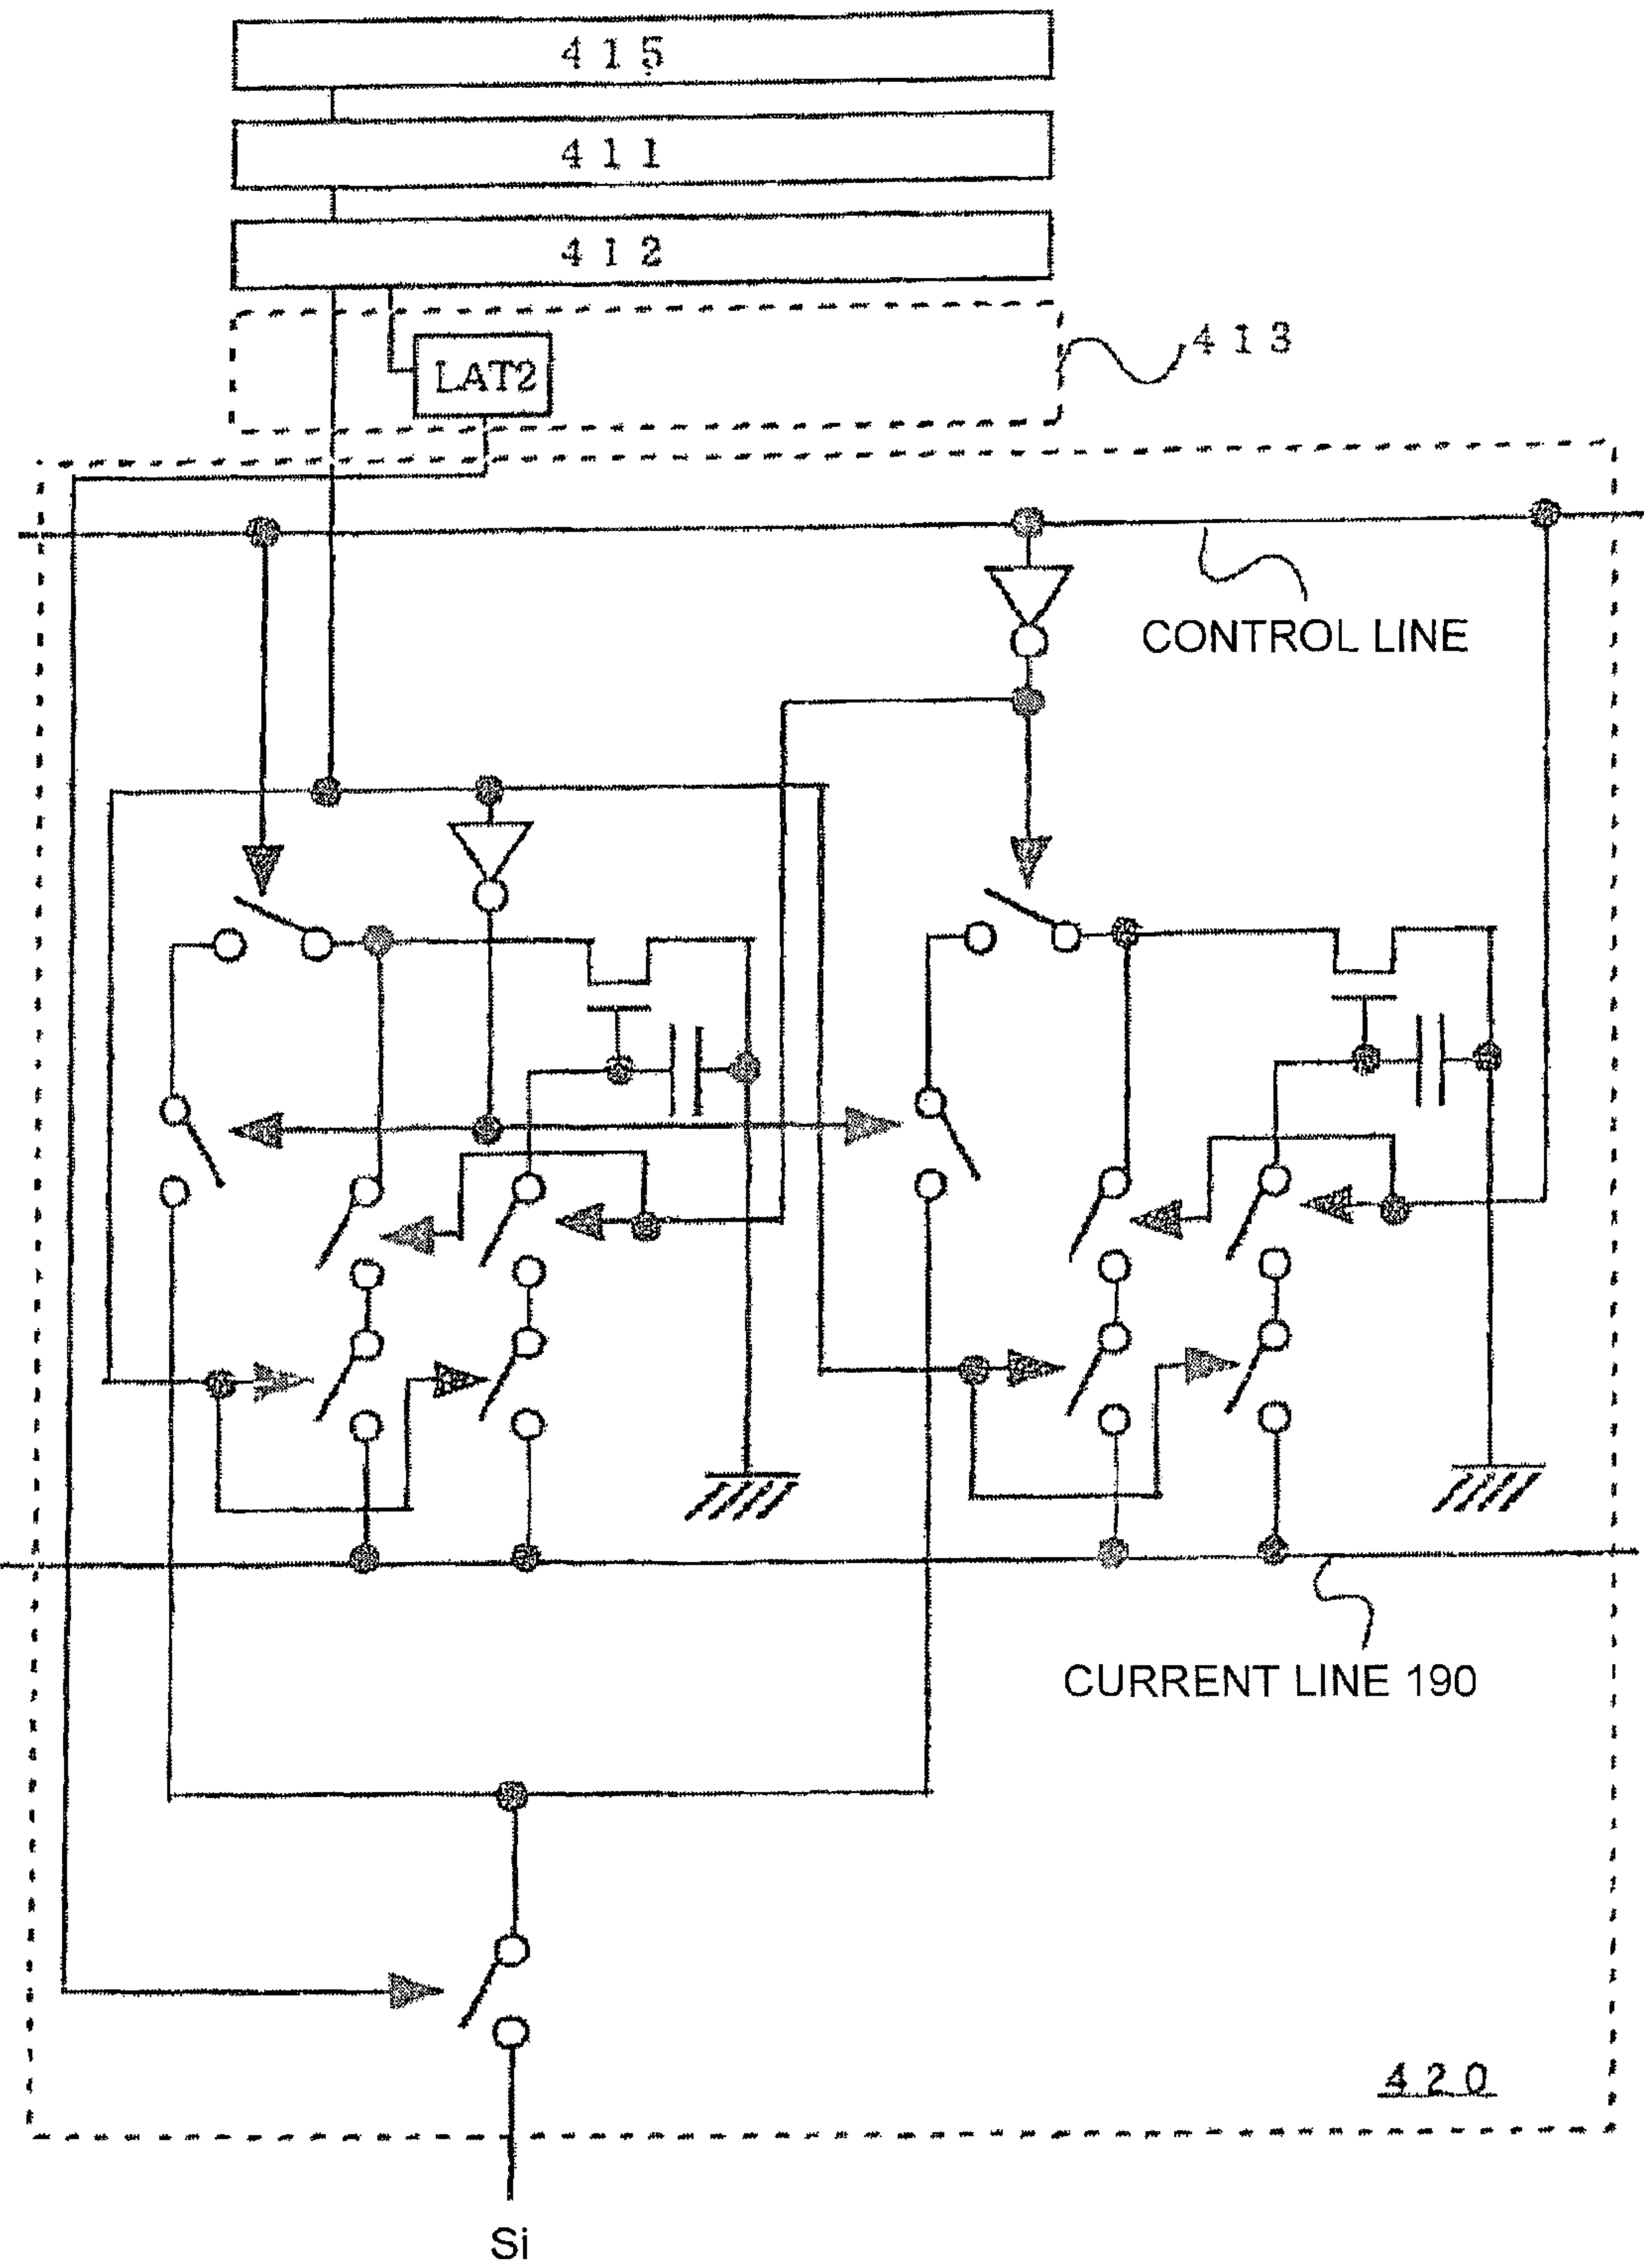 415
411
412
413
LAT2
CONTROL LINE
CURRENT LINE 190
420
Si